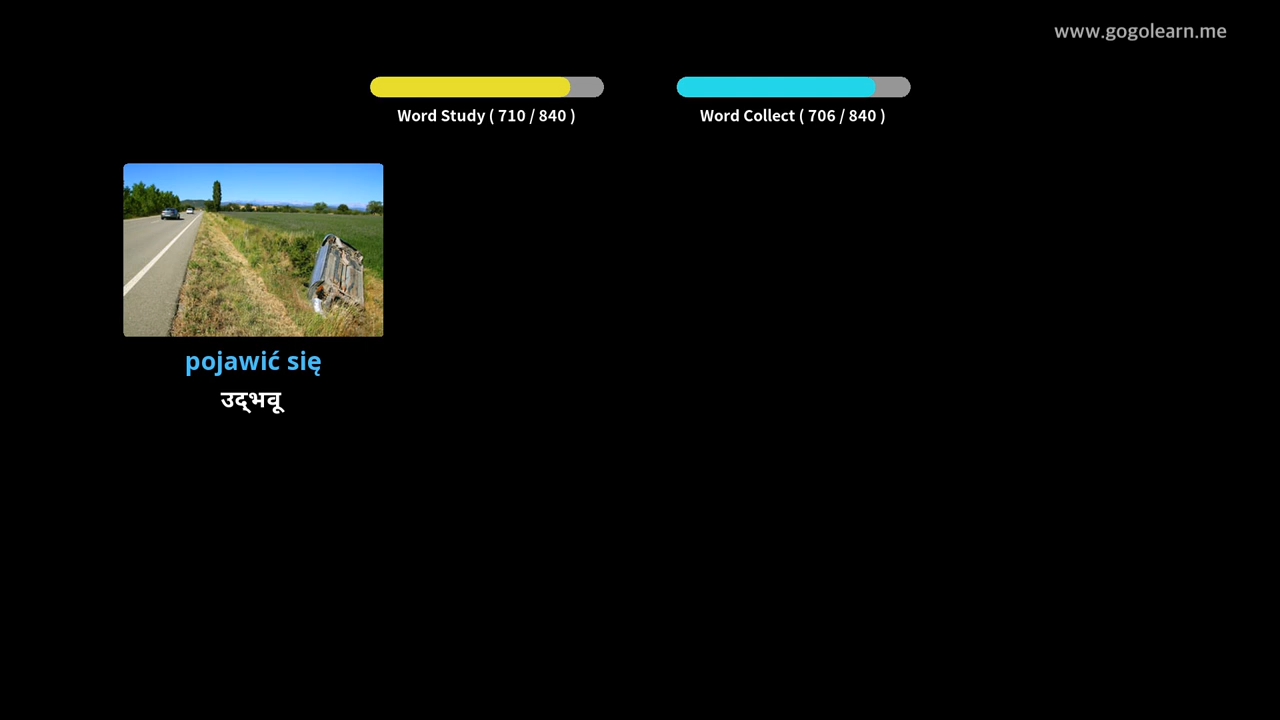 www.gogolearn.me
Word Study ( 710 / 840 )
Word Collect ( 706 / 840 )
pojawić się
उद्भवू